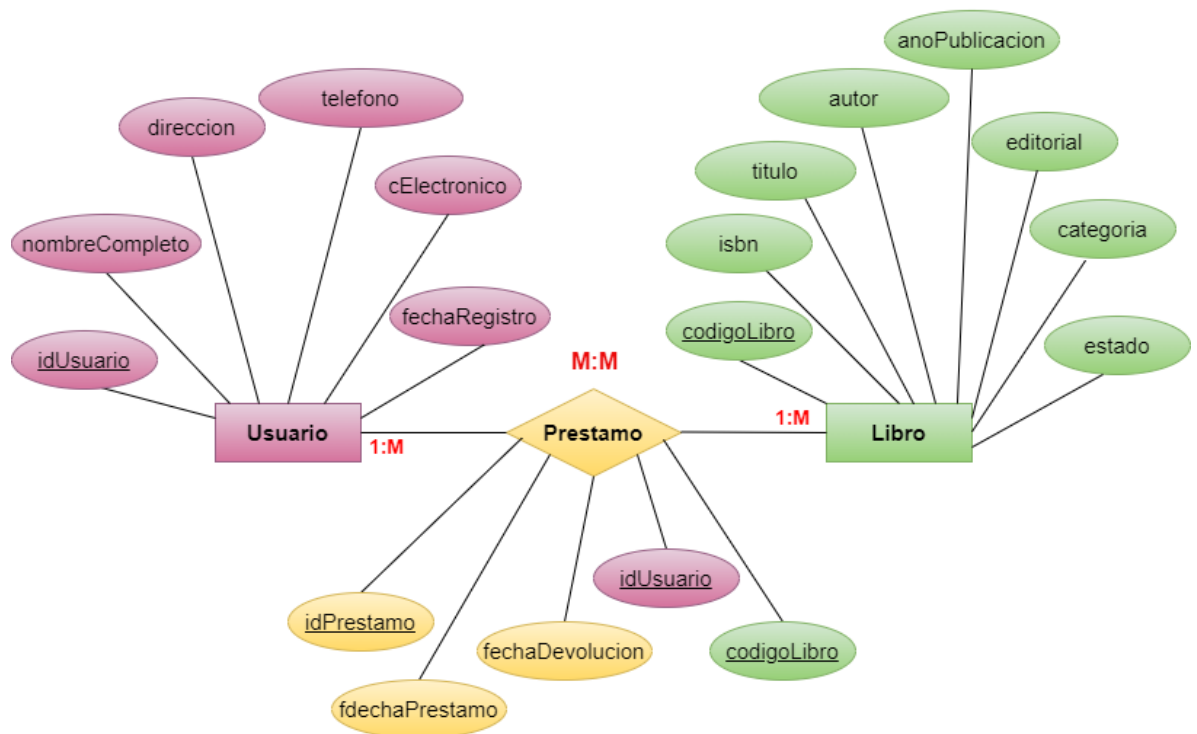 anoPublicacion
telefono
autor
direccion
editorial
titulo
cElectronico
categoria
nombreCompleto
isbn
fechaRegistro
codigoLibro
estado
idUsuario
M:M
Usuario
Prestamo
Libro
1:M
1:M
idUsuario
idPrestamo
fechaDevolucion
codigoLibro
fdechaPrestamo